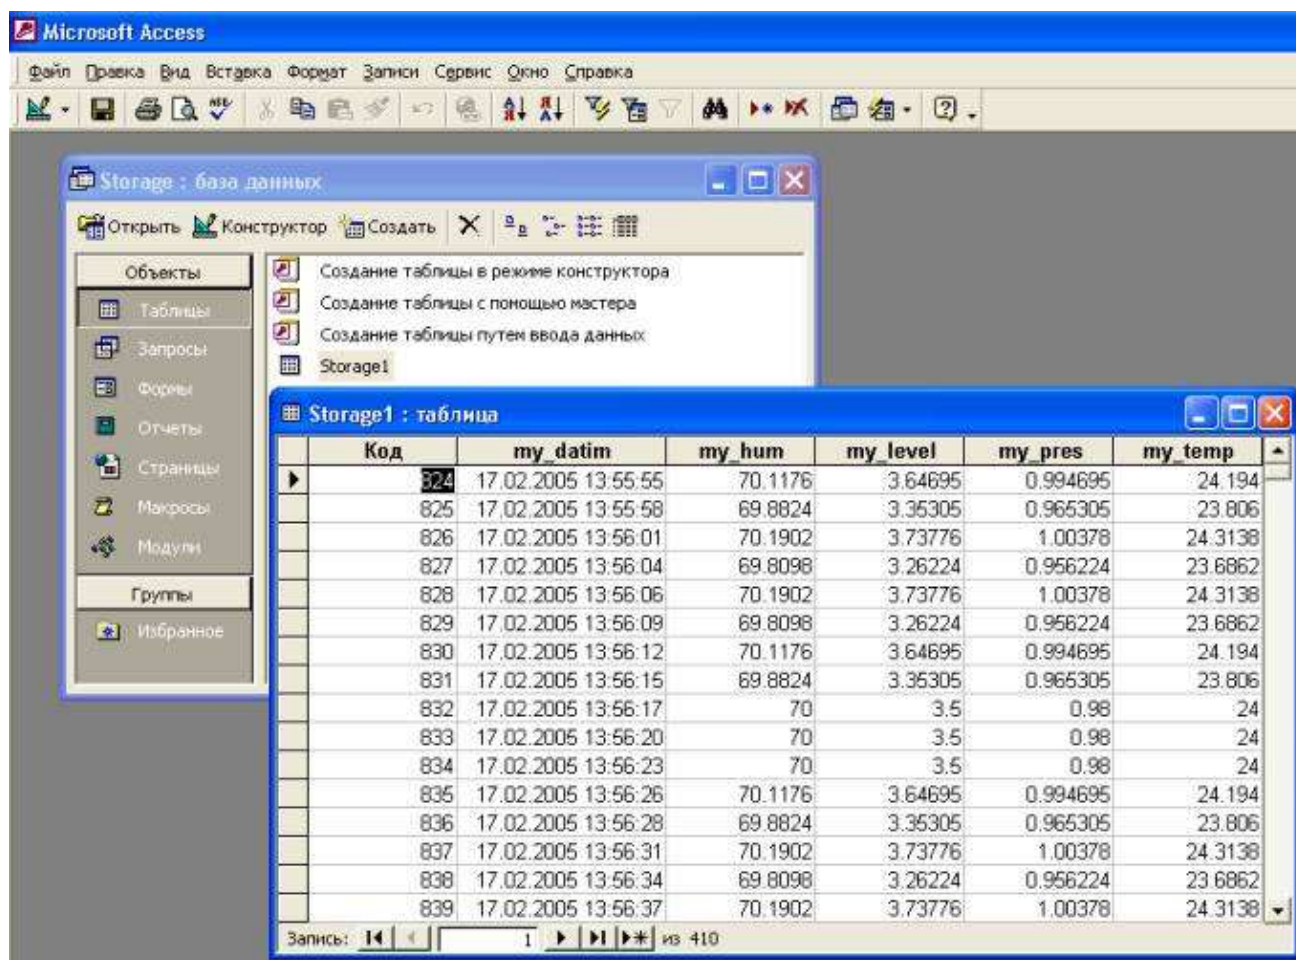 Microsoft Access
Файл Правка Вид Вставка Формат Записи Сервис Окно Справка
Storage : база данных
Открыть Конструктор Создать
Объекты
Таблицы
Запросы
Формы
Отчеты
Страницы
Макросы
Модули
Группы
Избранное
Создание таблицы в режиме конструктора
Создание таблицы с помощью мастера
Создание таблицы путем ввода данных
Storage1
Storage1 : таблица
Код my_datim my_hum my_level my_pres my_temp
824 17.02.2005 13:55:55 70.1176 3.64695 0.994695 24.194
825 17.02.2005 13:55:58 69.8824 3.35305 0.965305 23.806
826 17.02.2005 13:56:01 70.1902 3.73776 1.00378 24.3138
827 17.02.2005 13:56:04 69.8098 3.26224 0.956224 23.6862
828 17.02.2005 13:56:06 70.1902 3.73776 1.00378 24.3138
829 17.02.2005 13:56:09 69.8098 3.26224 0.956224 23.6862
830 17.02.2005 13:56:12 70.1176 3.64695 0.994695 24.194
831 17.02.2005 13:56:15 69.8824 3.35305 0.965305 23.806
832 17.02.2005 13:56:17 70 3.5 0.98 24
833 17.02.2005 13:56:20 70 3.5 0.98 24
834 17.02.2005 13:56:23 70 3.5 0.98 24
835 17.02.2005 13:56:26 70.1176 3.64695 0.994695 24.194
836 17.02.2005 13:56:28 69.8824 3.35305 0.965305 23.806
837 17.02.2005 13:56:31 70.1902 3.73776 1.00378 24.3138
838 17.02.2005 13:56:34 69.8098 3.26224 0.956224 23.6862
839 17.02.2005 13:56:37 70.1902 3.73776 1.00378 24.3138
Запись: 1 из 410